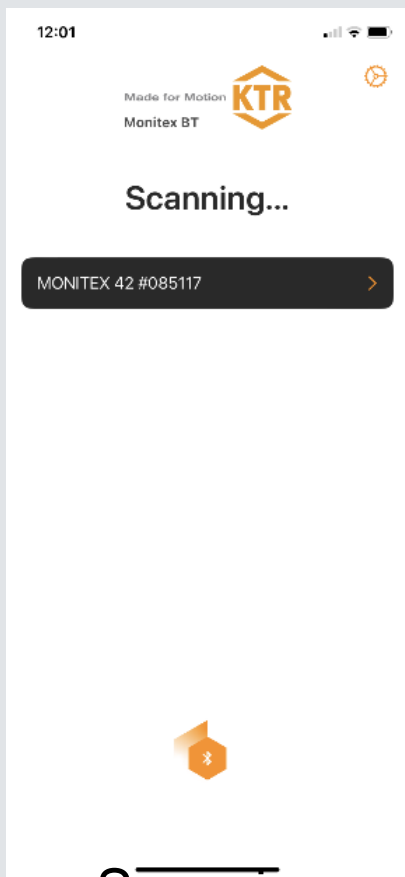 12:01
Made for Motion
KTR
Monitex BT
Scanning...
MONITEX 42 #085117